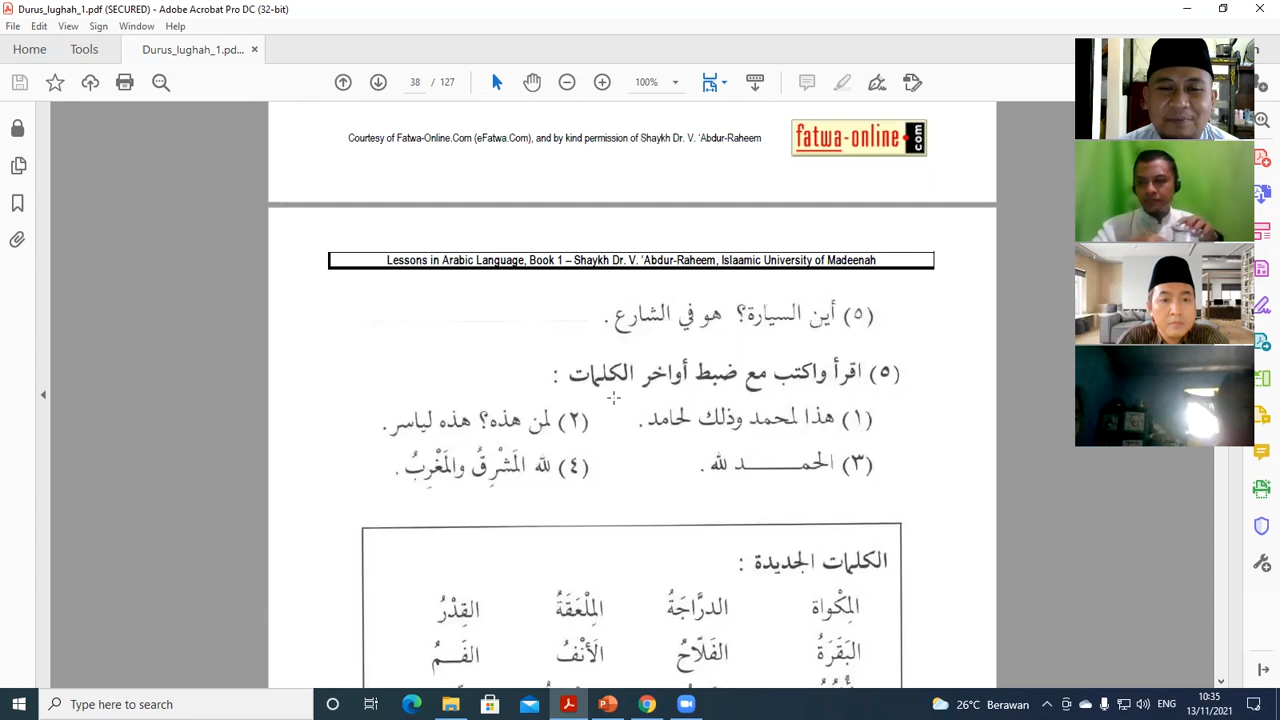 Durus_lughah_1.pdf (SECURED) - Adobe Acrobat Pro DC (32-bit)
File Edit View Sign Window Help
Home Tools Durus_lughah_1.pd... ×
38 / 127 100%
Courtesy of Fatwa-Online.Com (eFatwa.Com), and by kind permission of Shaykh Dr. V. ‘Abdur-Raheem
fatwa-online.com
Lessons in Arabic Language, Book 1 – Shaykh Dr. V. ‘Abdur-Raheem, Islaamic University of Madeenah
(٥) أين السيارة؟ هو في الشارع .
(٥) اقرأ واكتب مع ضبط أواخر الكلمات :
(١) هذا لمحمد وذلك لحامد . (٢) لمن هذه؟ هذه لياسر .
(٣) الحمـــــــد لله . (٤) لله المَشْرِقُ والمَغْرِبُ .
الكلمات الجديدة :
المِكْواة الدرَّاجَةُ المِلْعَقَةُ القِدْرُ
البَقَرَةُ الفَلّاحُ الأَنْفُ الفَـــمُ
Type here to search
26°C Berawan ENG
10:35
13/11/2021